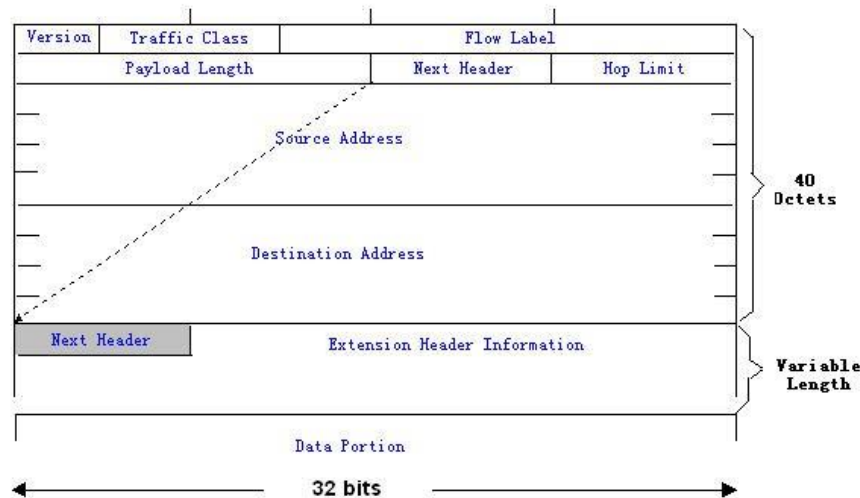 Version Traffic Class Flow Label
Payload Length Next Header Hop Limit
Source Address
40
Octets
Destination Address
Next Header Extension Header Information
Variable
Length
Data Portion
32 bits